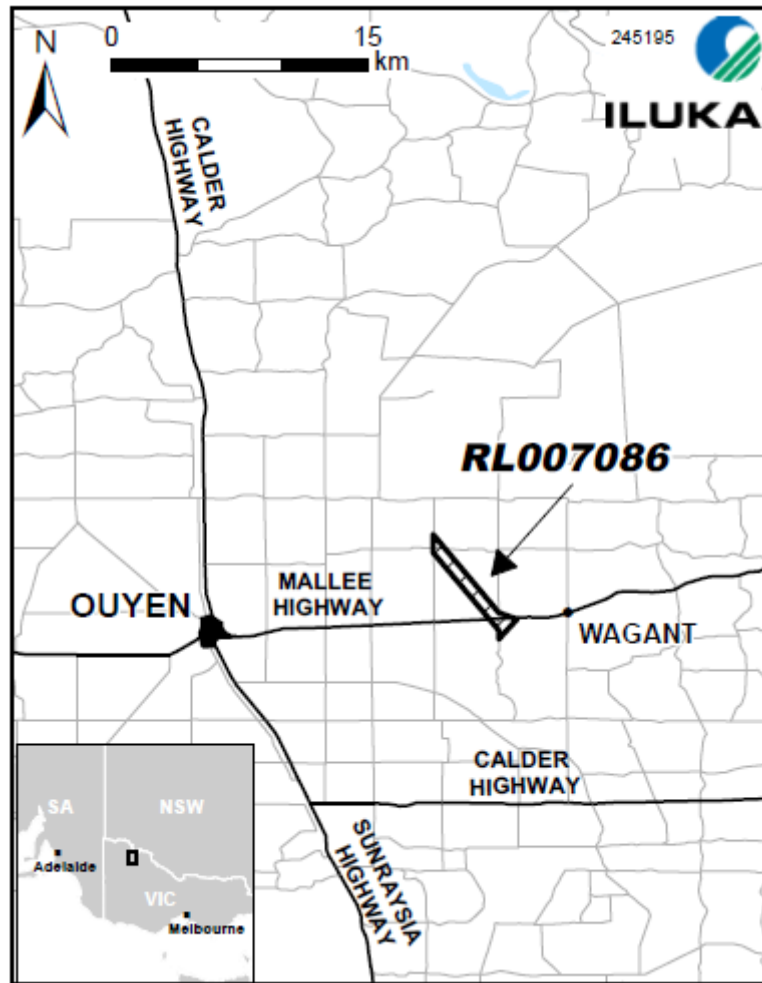 N
0 15
km
245195
ILUKA
CALDER
HIGHWAY
RL007086
MALLEE
HIGHWAY
OUYEN
WAGANT
CALDER
HIGHWAY
SUNRAYSIA
HIGHWAY
SA
NSW
Adelaide
VIC
Melbourne